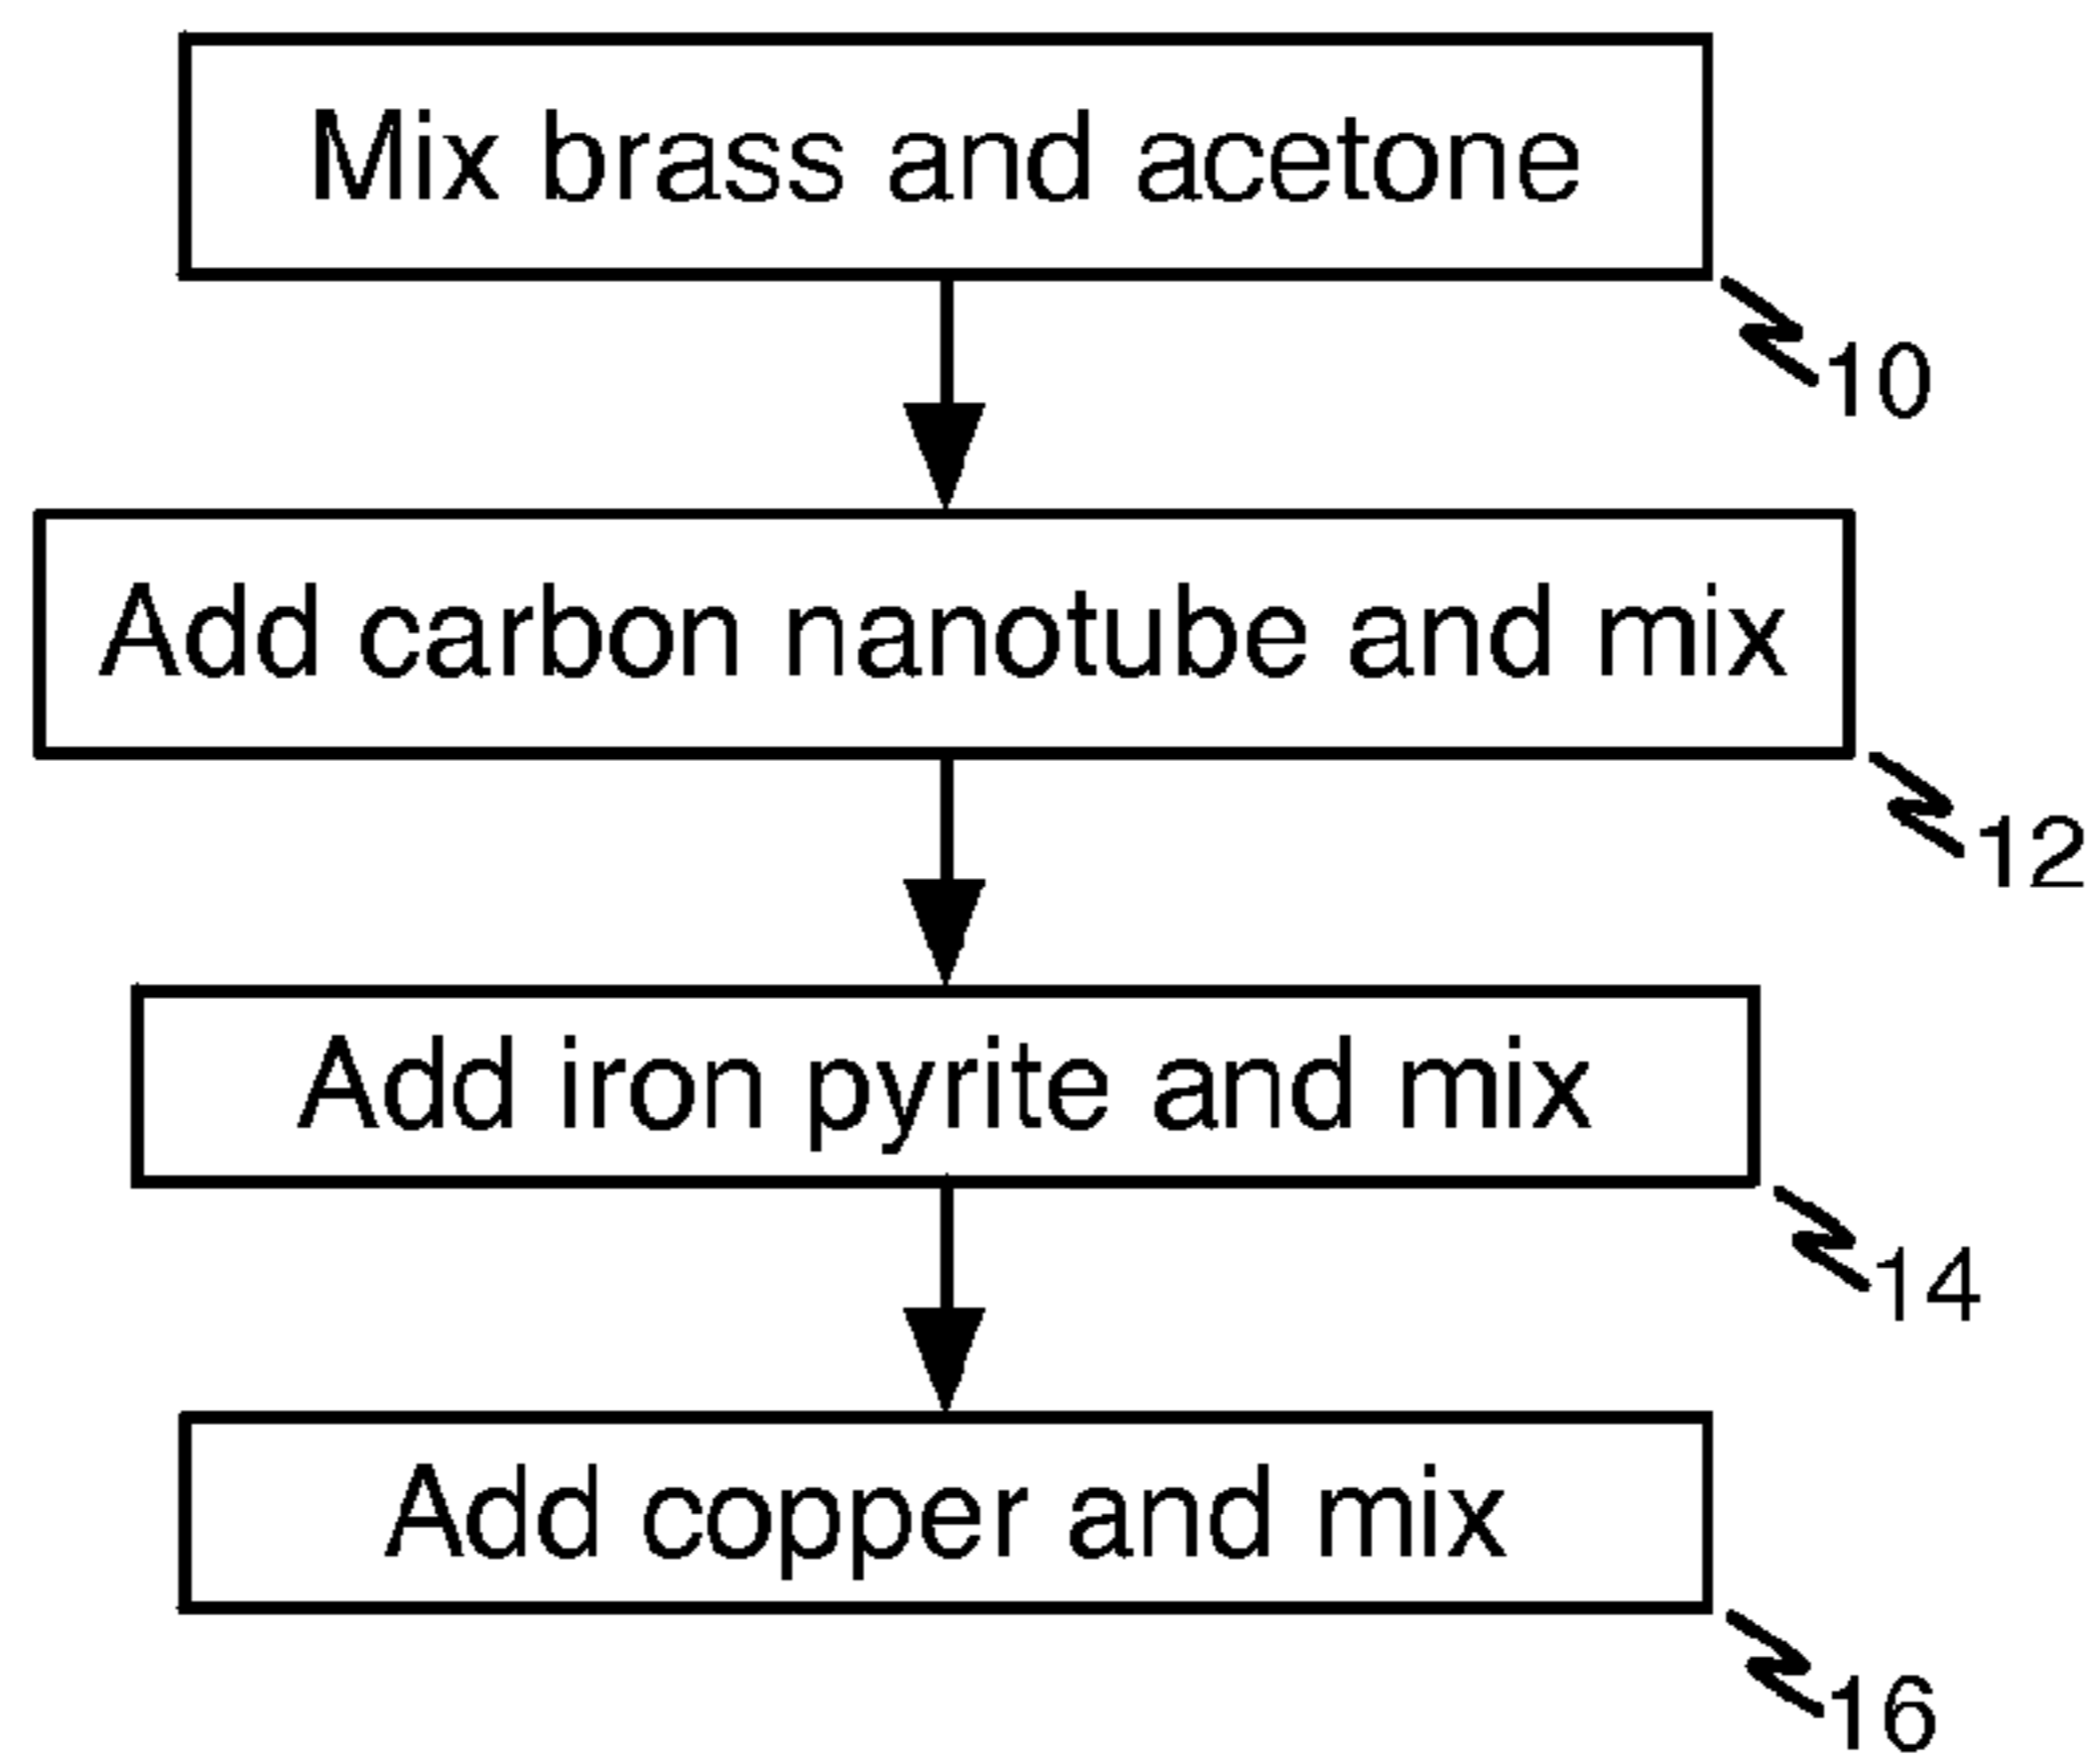 Mix brass and acetone
10
Add carbon nanotube and mix
12
Add iron pyrite and mix
14
Add copper and mix
16